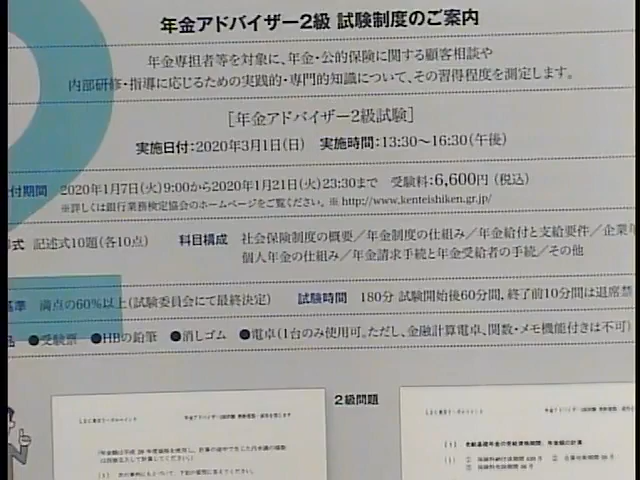 年金アドバイザー2級 試験制度のご案内
年金専担者等を対象に、年金・公的保険に関する顧客相談や
内部研修・指導に応じるための実践的・専門的知識について、その習得程度を測定します。
[年金アドバイザー2級試験]
実施日付:2020年3月1日(日) 実施時間:13:30〜16:30(午後)
付期間 2020年1月7日(火)9:00から2020年1月21日(火)23:30まで 受験料:6,600円(税込)
※詳しくは銀行業務検定協会のホームページをご覧ください。※ http://www.kenteishiken.gr.jp/
形式 記述式10題(各10点) 科目構成 社会保険制度の概要/年金制度の仕組み/年金給付と支給要件/企業年
個人年金の仕組み/年金請求手続と年金受給者の手続/その他
基準 満点の60%以上(試験委員会にて最終決定) 試験時間 180分 試験開始後60分間、終了前10分間は退席禁
品 ●受験票 ●HBの鉛筆 ●消しゴム ●電卓(1台のみ使用可。ただし、金融計算電卓、関数・メモ機能付きは不可)
2級問題